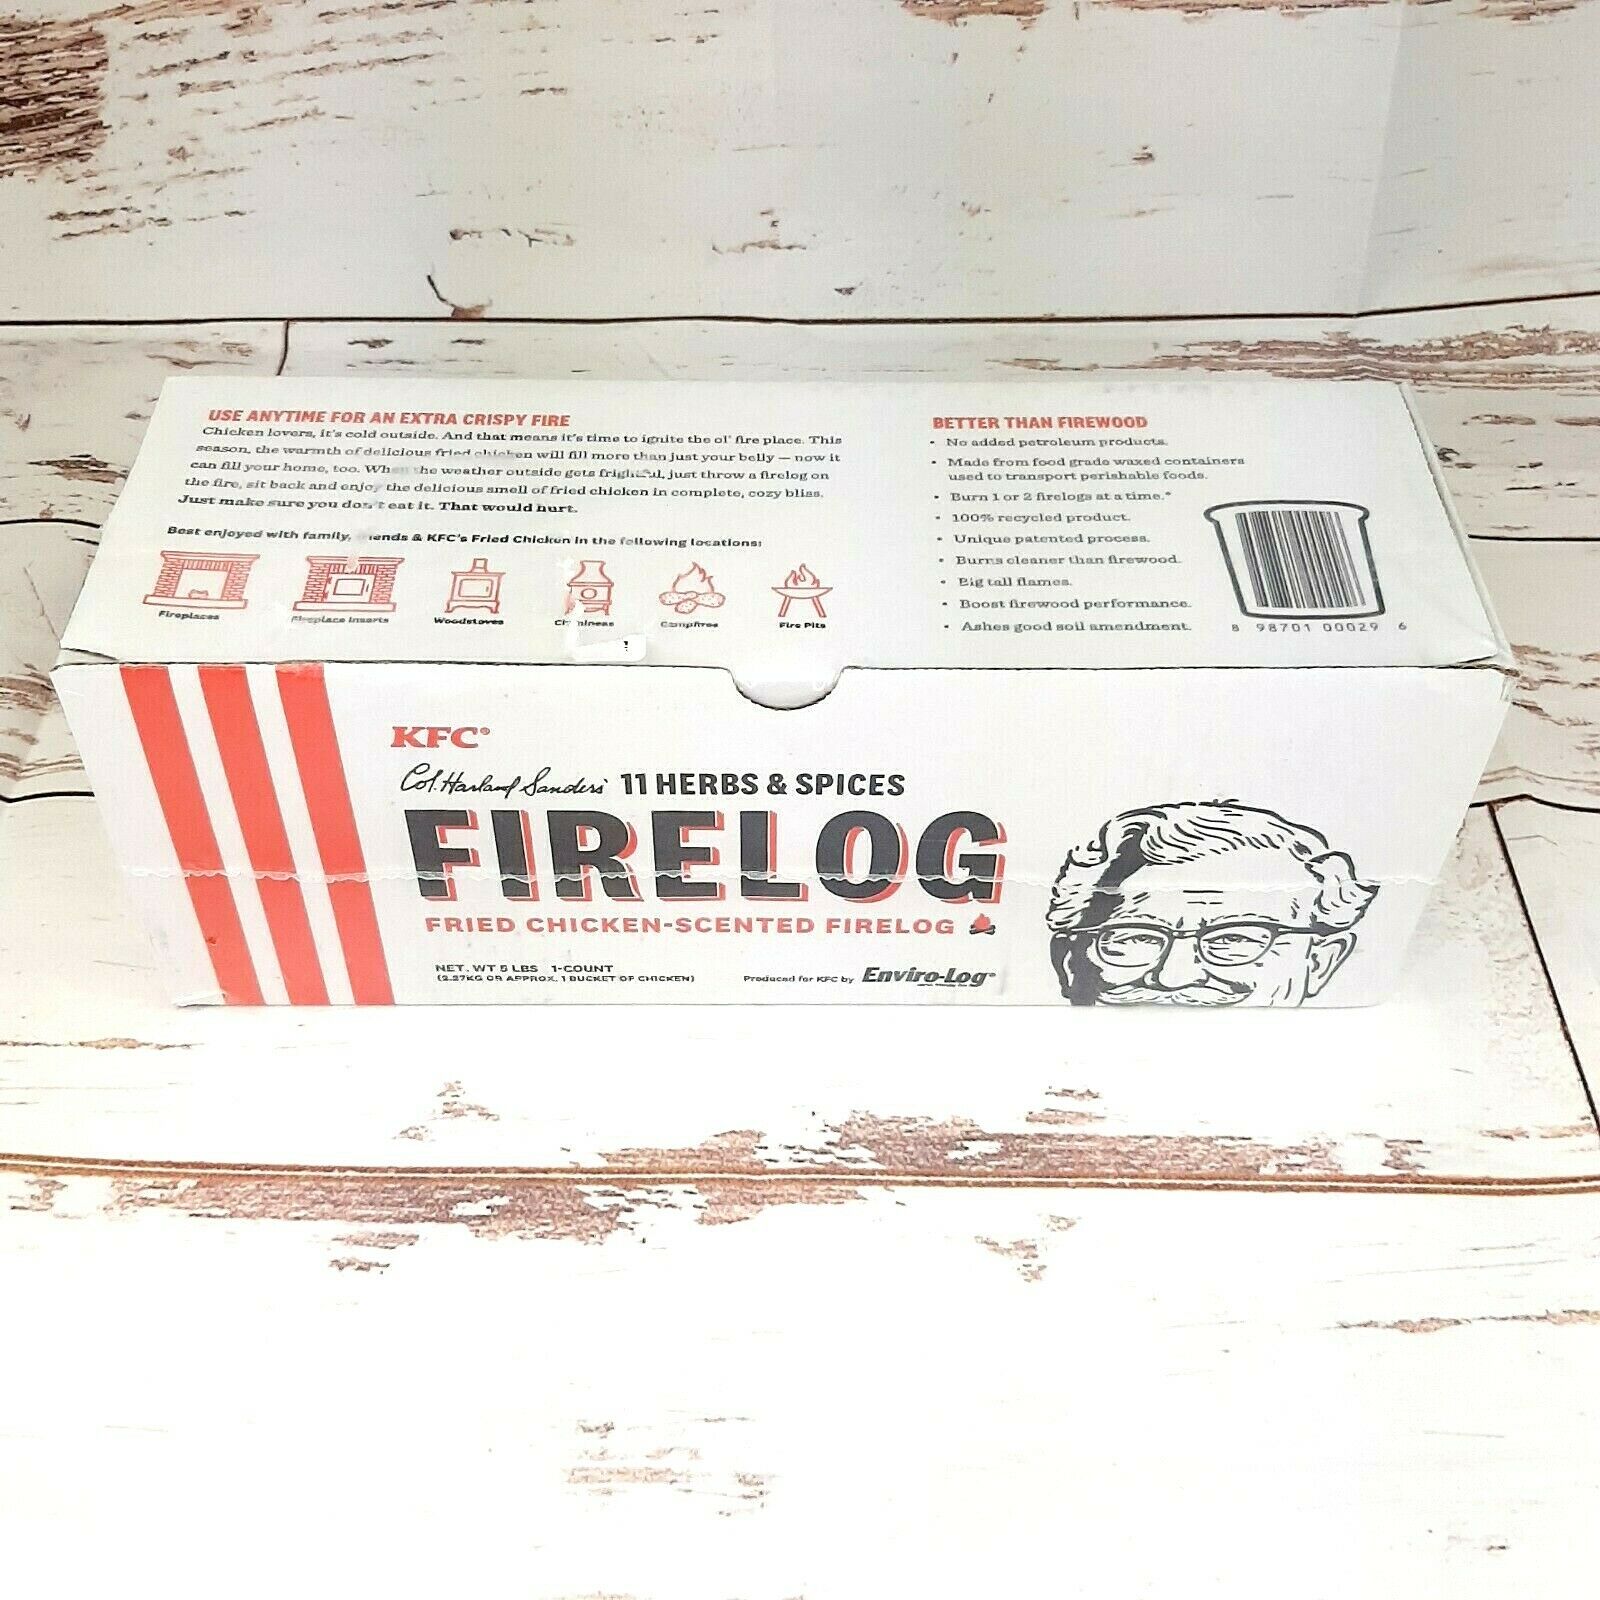 USE ANYTIME FOR AN EXTRA CRISPY FIRE
Chicken lovers, it's cold outside. And that means it's time to ignite the ol' fire place. This
season, the warmth of delicious fried chicken will fill more than just your belly — now it
can fill your home, too. When the weather outside gets frightful, just throw a firelog on
the fire, sit back and enjoy the delicious smell of fried chicken in complete, cozy bliss.
Just make sure you don't eat it. That would hurt.
Best enjoyed with family, & KFC's Fried Chicken in the following locations:
Fireplaces
Fireplace Inserts
Woodstoves
Chimineas
Campfires
Fire Pits
BETTER THAN FIREWOOD
• No added petroleum products.
• Made from food grade waxed containers
used to transport perishable foods.
• Burn 1 or 2 firelogs at a time.*
• 100% recycled product.
• Unique patented process.
• Burns cleaner than firewood.
• Big tall flames.
• Boost firewood performance.
• Ashes good soil amendment.
8 98701 00029 6
KFC®
Col. Harland Sanders' 11 HERBS & SPICES
FIRELOG
FRIED CHICKEN-SCENTED FIRELOG
NET. WT 5 LBS 1-COUNT
(2.27KG OR APPROX. 1 BUCKET OF CHICKEN)
Produced for KFC by Enviro-Log®